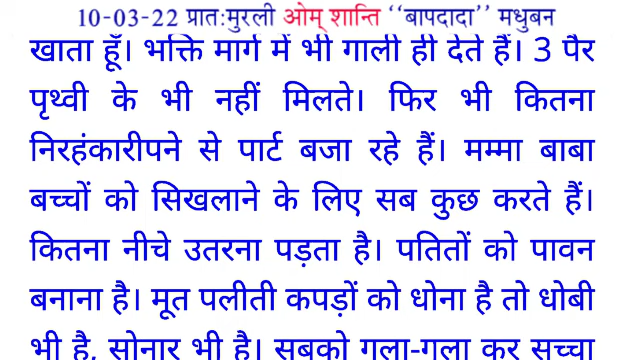 10-03-22 प्रात:मुरली ओम् शान्ति ‘‘बापदादा’’ मधुबन
खाता हूँ। भक्ति मार्ग में भी गाली ही देते हैं। 3 पैर
पृथ्वी के भी नहीं मिलते। फिर भी कितना
निरहंकारीपने से पार्ट बजा रहे हैं। मम्मा बाबा
बच्चों को सिखलाने के लिए सब कुछ करते हैं।
कितना नीचे उतरना पड़ता है। पतितों को पावन
बनाना है। मूत पलीती कपड़ों को धोना है तो धोबी
भी है, सोनार भी है। सबको गला-गला कर सच्चा